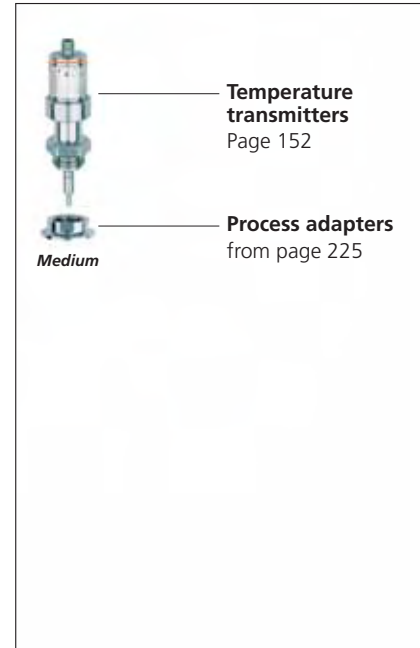 Temperature
transmitters
Page 152
Process adapters
from page 225
Medium